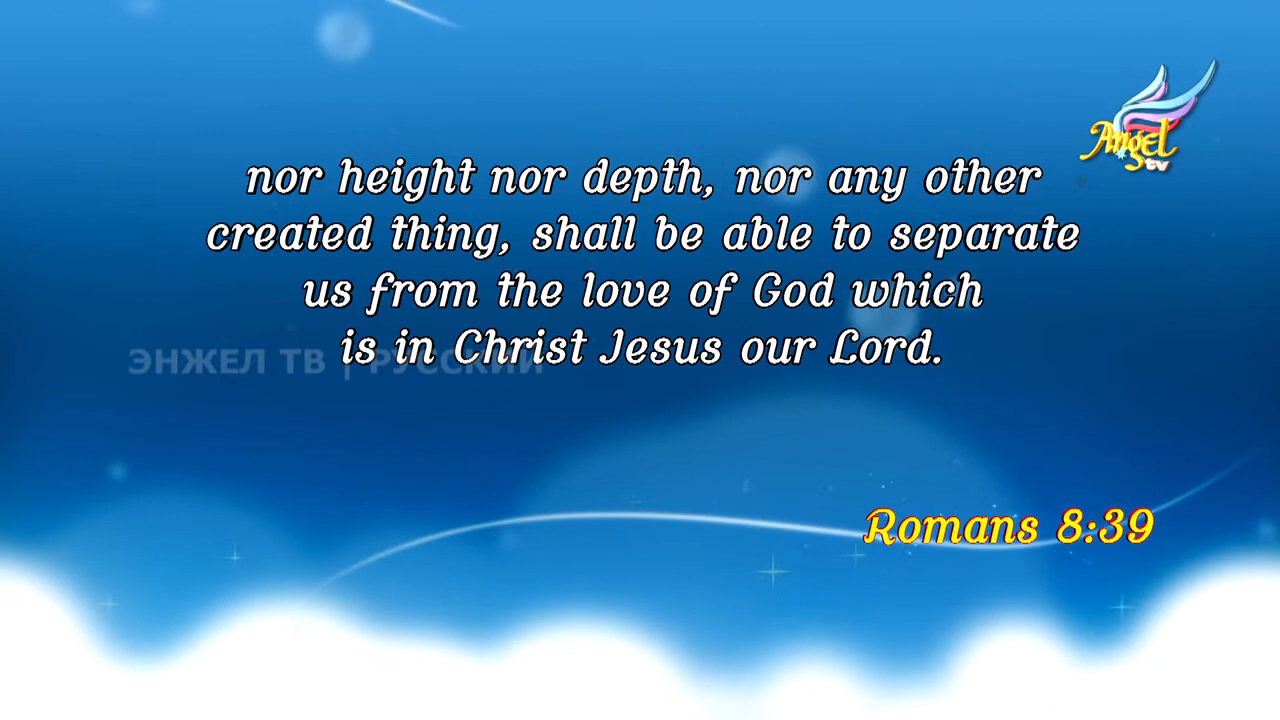 Angel
tv
nor height nor depth, nor any other
created thing, shall be able to separate
us from the love of God which
is in Christ Jesus our Lord.
ЭНЖЕЛ ТВ | РУССКИЙ
Romans 8:39